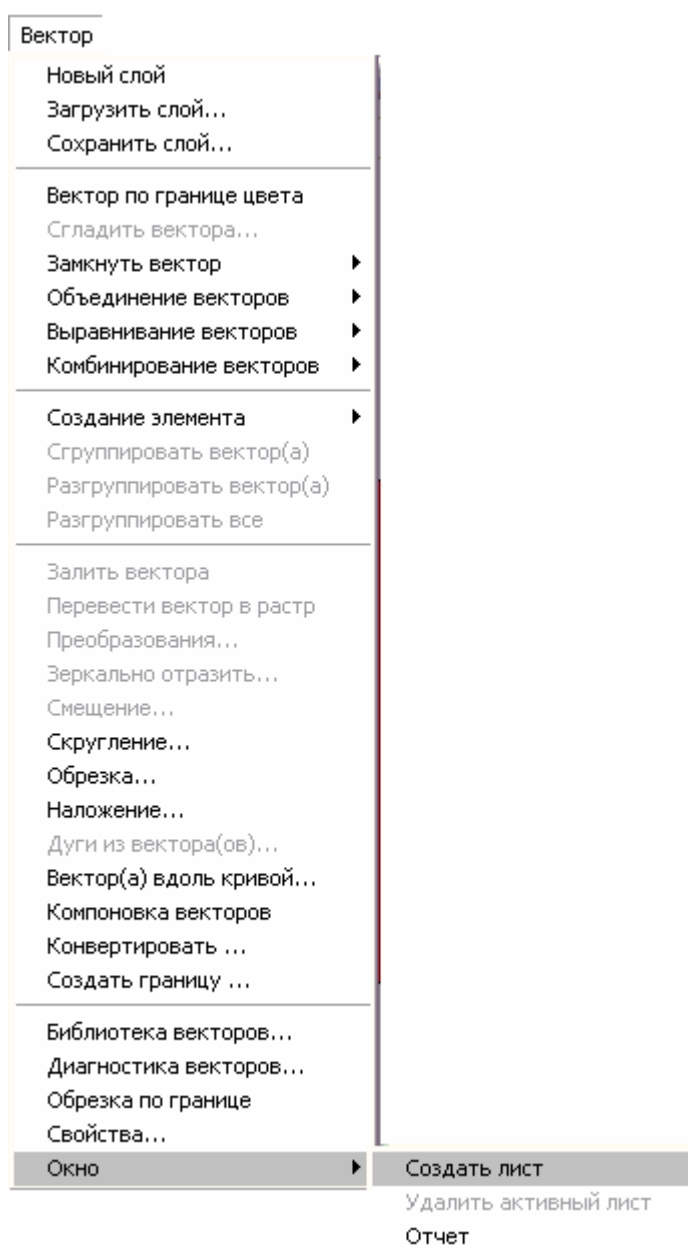 Вектор
Новый слой
Загрузить слой...
Сохранить слой...
Вектор по границе цвета
Сгладить вектора...
Замкнуть вектор
Объединение векторов
Выравнивание векторов
Комбинирование векторов
Создание элемента
Сгруппировать вектор(а)
Разгруппировать вектор(а)
Разгруппировать все
Залить вектора
Перевести вектор в растр
Преобразования...
Зеркально отразить...
Смещение...
Скругление...
Обрезка...
Наложение...
Дуги из вектора(ов)...
Вектор(а) вдоль кривой...
Компоновка векторов
Конвертировать ...
Создать границу ...
Библиотека векторов...
Диагностика векторов...
Обрезка по границе
Свойства...
Окно
Создать лист
Удалить активный лист
Отчет